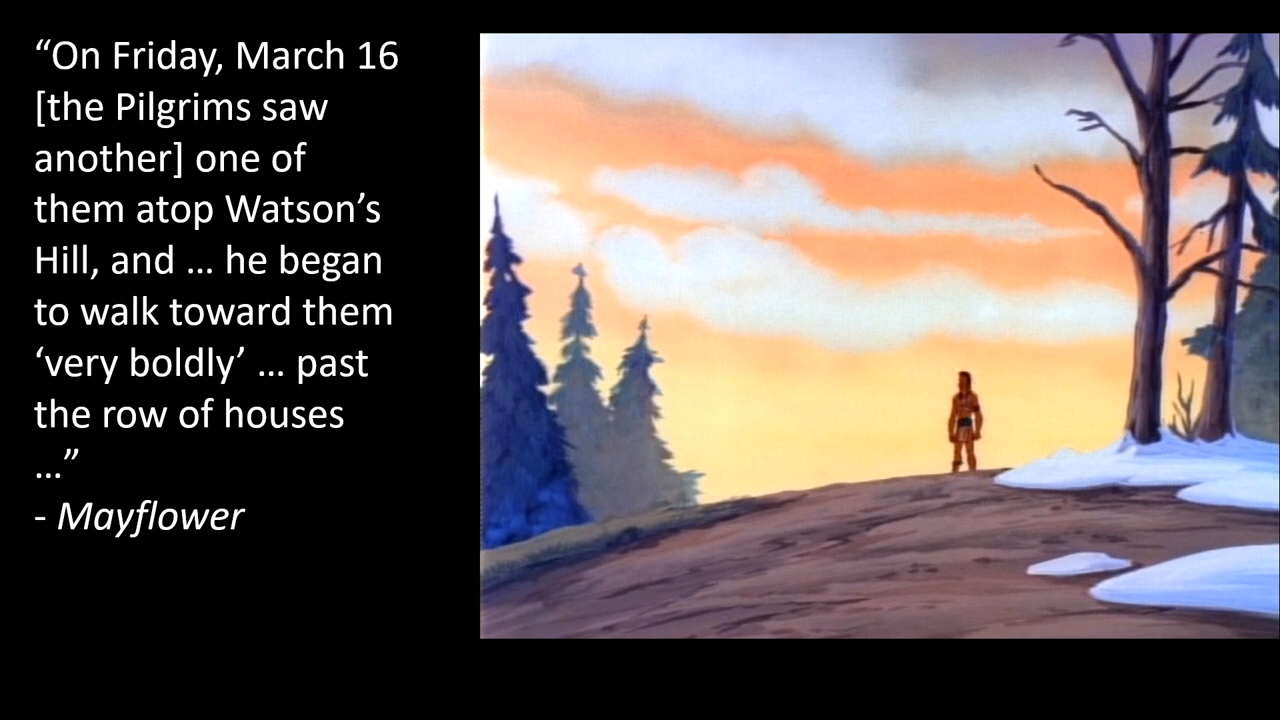 “On Friday, March 16
[the Pilgrims saw
another] one of
them atop Watson’s
Hill, and … he began
to walk toward them
‘very boldly’ … past
the row of houses
…”
- Mayflower